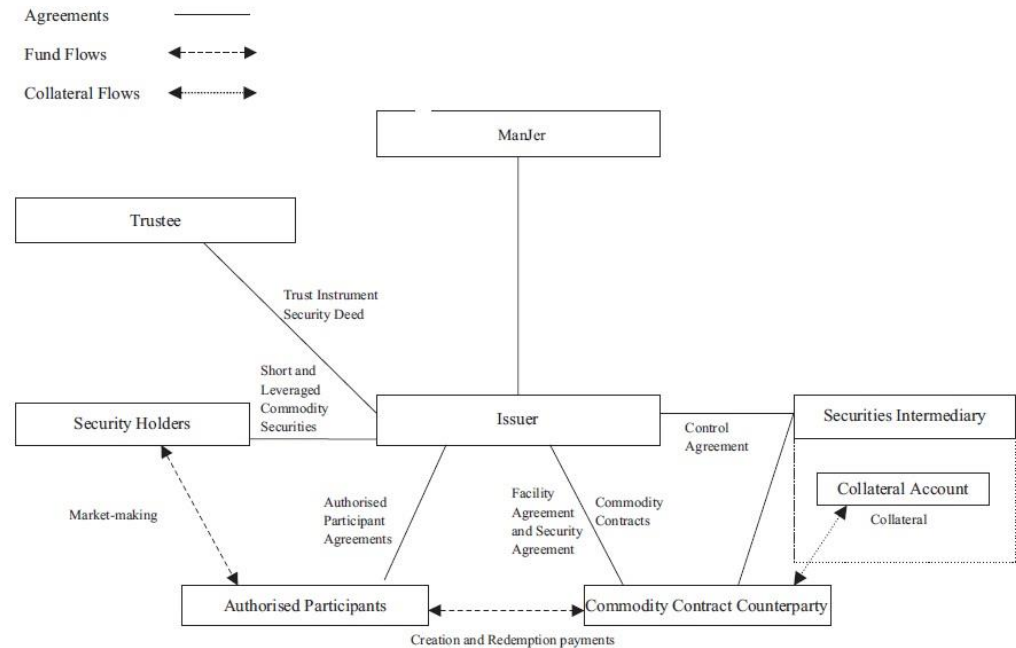 Agreements
Fund Flows
Collateral Flows
ManJer
Trustee
Trust Instrument
Security Deed
Short and
Leveraged
Commodity
Securities
Security Holders
Issuer
Securities Intermediary
Control
Agreement
Collateral Account
Collateral
Market-making
Authorised
Participant
Agreements
Facility
Agreement
and Security
Agreement
Commodity
Contracts
Authorised Participants
Commodity Contract Counterparty
Creation and Redemption payments